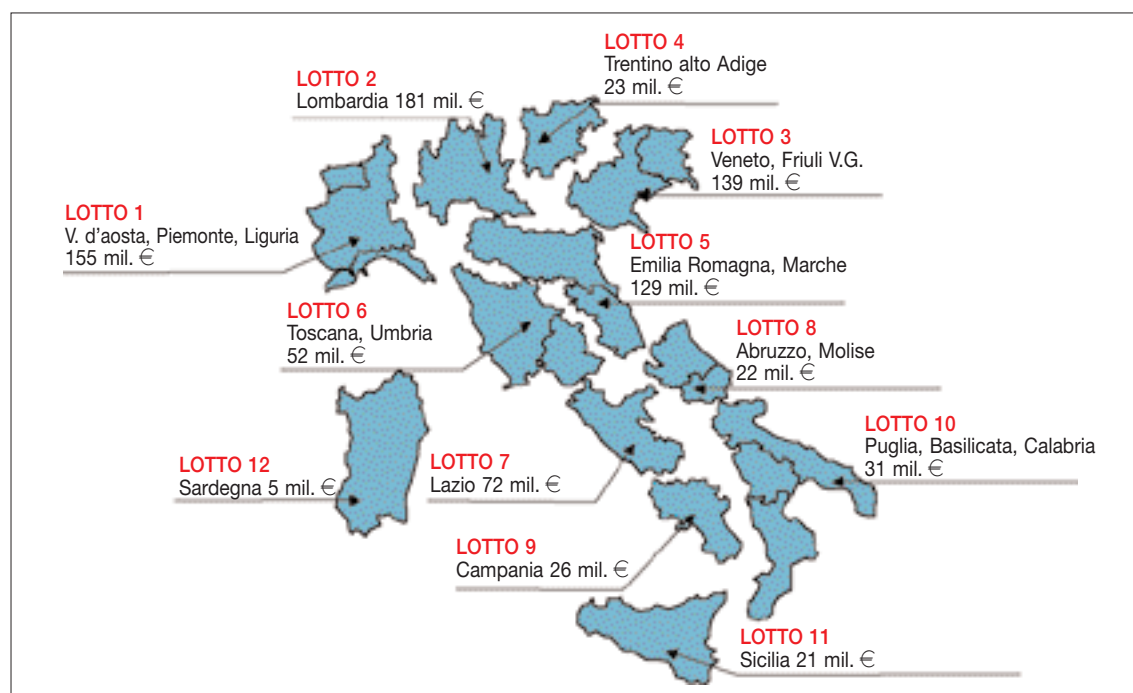 LOTTO 4
Trentino alto Adige
23 mil. €
LOTTO 2
Lombardia 181 mil. €
LOTTO 3
Veneto, Friuli V.G.
139 mil. €
LOTTO 1
V. d'aosta, Piemonte, Liguria
155 mil. €
LOTTO 5
Emilia Romagna, Marche
129 mil. €
LOTTO 6
Toscana, Umbria
52 mil. €
LOTTO 8
Abruzzo, Molise
22 mil. €
LOTTO 10
Puglia, Basilicata, Calabria
31 mil. €
LOTTO 12
Sardegna 5 mil. €
LOTTO 7
Lazio 72 mil. €
LOTTO 9
Campania 26 mil. €
LOTTO 11
Sicilia 21 mil. €